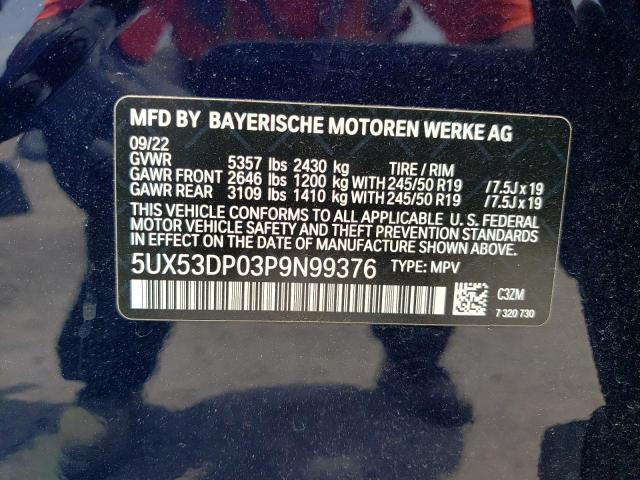 MFD BY BAYERISCHE MOTOREN WERKE AG
09/22
GVWR 5357 lbs 2430 kg TIRE / RIM
GAWR FRONT 2646 lbs 1200 kg WITH 245/50 R19 /7.5J x 19
GAWR REAR 3109 lbs 1410 kg WITH 245/50 R19 /7.5J x 19
THIS VEHICLE CONFORMS TO ALL APPLICABLE U. S. FEDERAL
MOTOR VEHICLE SAFETY AND THEFT PREVENTION
STANDARDS IN EFFECT ON THE DATE OF MANUFACTURE SHOWN ABOVE.
5UX53DP03P9N99376 TYPE: MPV
C3ZM
7 320 730